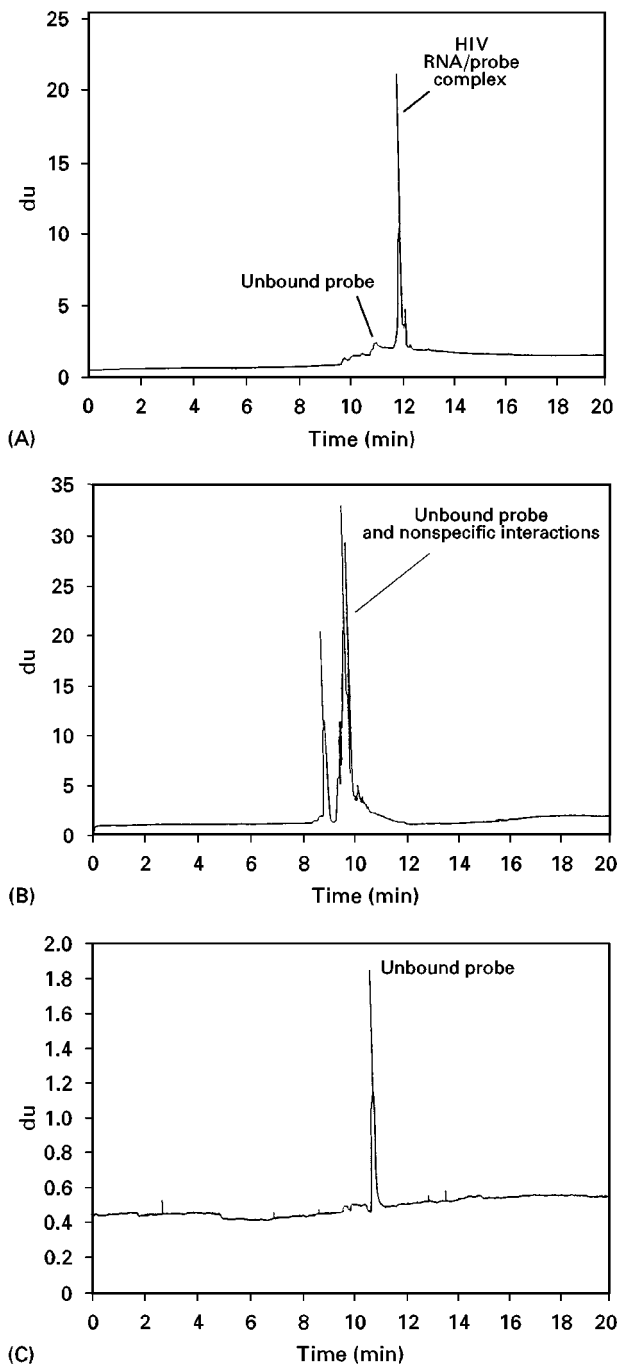 25
20
15
10
5
0
du
HIV
RNA/probe
complex
Unbound probe
0 2 4 6 8 10 12 14 16 18 20
(A)
Time (min)
35
30
25
20
15
10
5
0
du
Unbound probe
and nonspecific interactions
0 2 4 6 8 10 12 14 16 18 20
(B)
Time (min)
2.0
1.8
1.6
1.4
1.2
1.0
0.8
0.6
0.4
0.2
0
du
Unbound probe
0 2 4 6 8 10 12 14 16 18 20
(C)
Time (min)